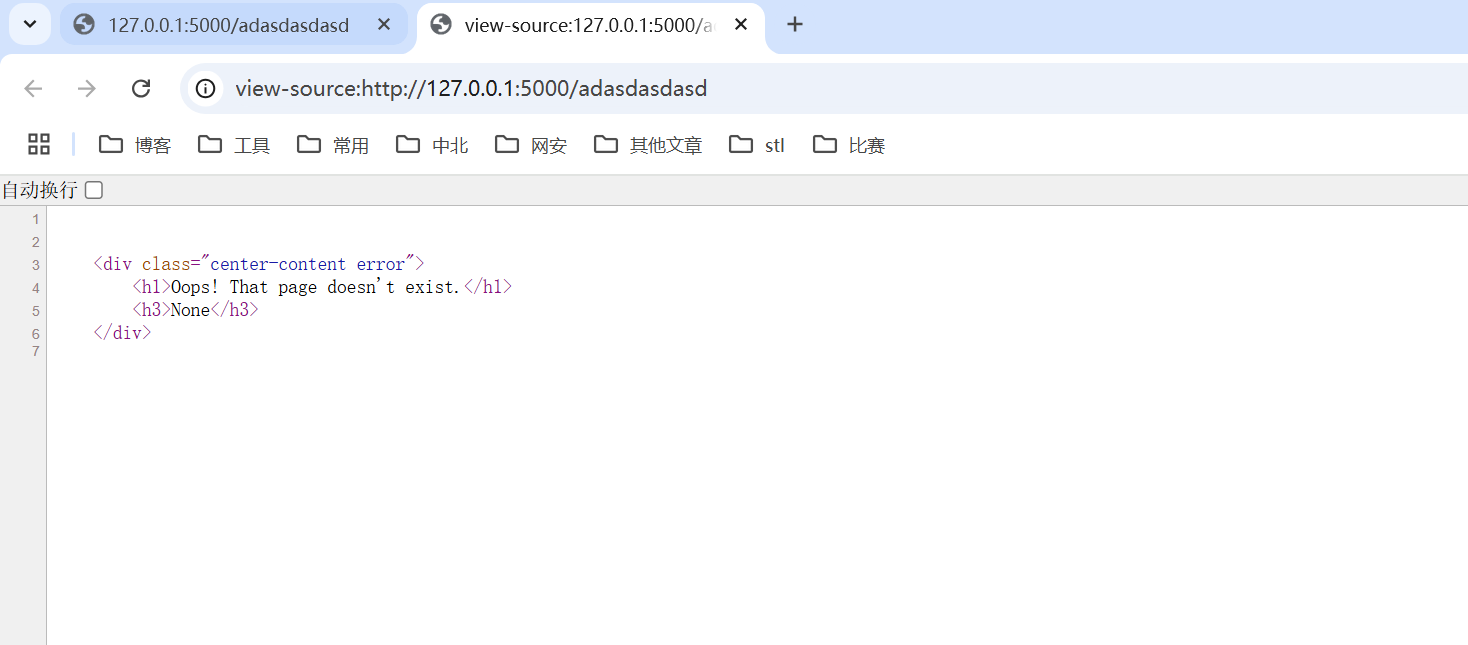 127.0.0.1:5000/adasdasdasd
view-source:127.0.0.1:5000/a
view-source:http://127.0.0.1:5000/adasdasdasd
博客 工具 常用 中北 网安 其他文章 stl 比赛
自动换行
1
2
3 <div class="center-content error">
4 <h1>Oops! That page doesn't exist.</h1>
5 <h3>None</h3>
6 </div>
7